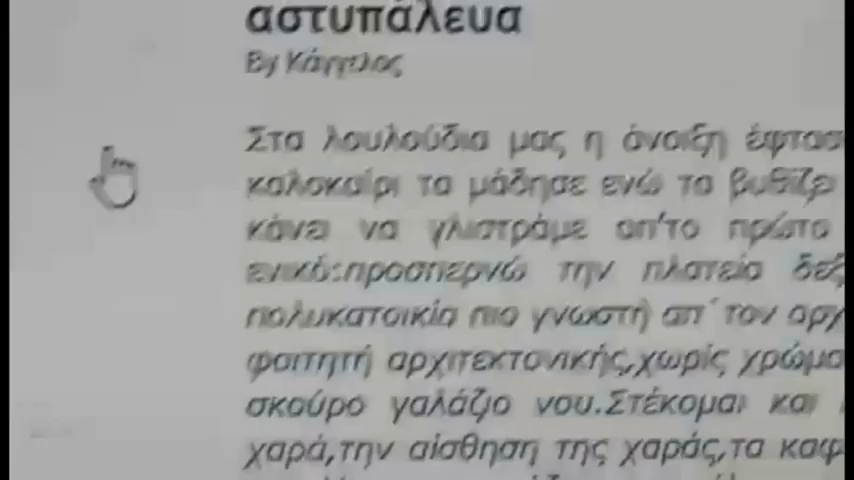 αστυπάλευα
By Κάγγελος
Στα λουλούδια μας η άνοιξη έφτασ
καλοκαίρι τα μάδησε ενώ τα βυθίζει
κάνει να γλιστράμε απ'το πρώτο
ενικό:προσπερνώ την πλατεία δεξ
πολυκατοικία πιο γνωστή απ΄ τον αρχ
φοιτητή αρχιτεκτονικής,χωρίς χρώμα
σκούρο γαλάζιο νου.Στέκομαι και
χαρά,την αίσθηση της χαράς,τα καφ